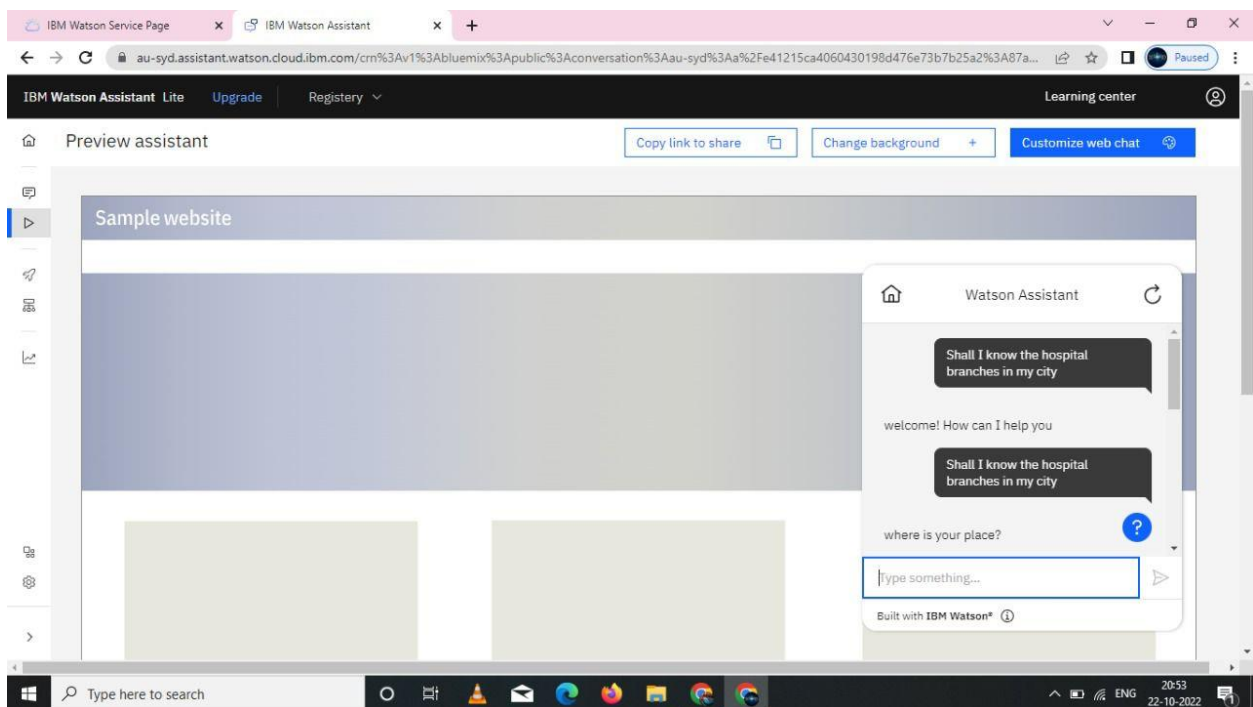 IBM Watson Service Page
IBM Watson Assistant
au-syd.assistant.watson.cloud.ibm.com/crn%3Av1%3Abluemix%3Apublic%3Aconversation%3Aau-syd%3Aa%2Fe41215ca4060430198d476e73b7b25a2%3A87a...
Paused
IBM Watson Assistant Lite Upgrade Registery Learning center
Preview assistant
Copy link to share
Change background +
Customize web chat
Sample website
Watson Assistant
Shall I know the hospital
branches in my city
welcome! How can I help you
Shall I know the hospital
branches in my city
where is your place?
?
Type something...
Built with IBM Watson®
Type here to search
ENG
20:53
22-10-2022
1